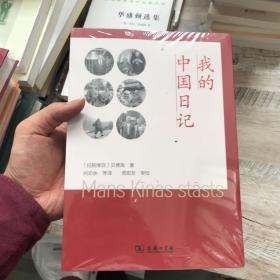 华盛顿选集
我的
中国日记
〔拉脱维亚〕贝德高 著
Mans Ķīnas stāsts
商务印书馆